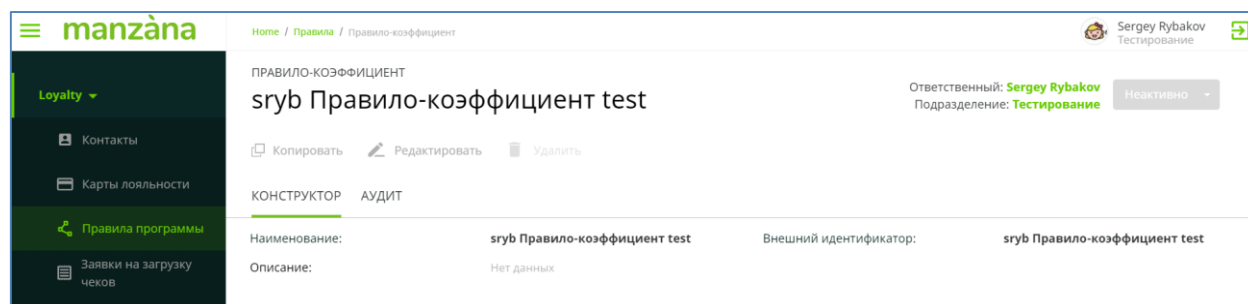 manzàna
Home / Правила / Правило-коэффициент
Sergey Rybakov
Тестирование
Loyalty
Контакты
Карты лояльности
Правила программы
Заявки на загрузку
чеков
ПРАВИЛО-КОЭФФИЦИЕНТ
sryb Правило-коэффициент test
Ответственный: Sergey Rybakov
Подразделение: Тестирование
Неактивно
Копировать Редактировать Удалить
КОНСТРУКТОР АУДИТ
Наименование: sryb Правило-коэффициент test Внешний идентификатор: sryb Правило-коэффициент test
Описание: Нет данных